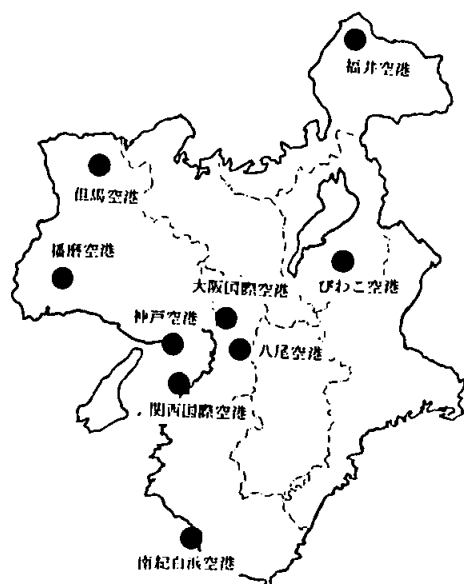 福井空港
但馬空港
播磨空港
大阪国際空港
びわこ空港
神戸空港
八尾空港
関西国際空港
南紀白浜空港